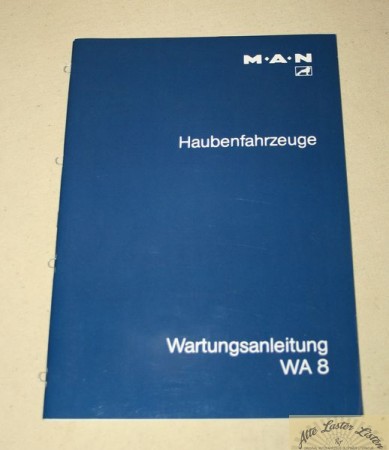 M·A·N
Haubenfahrzeuge
Wartungsanleitung
WA 8
Alte Laster Listen